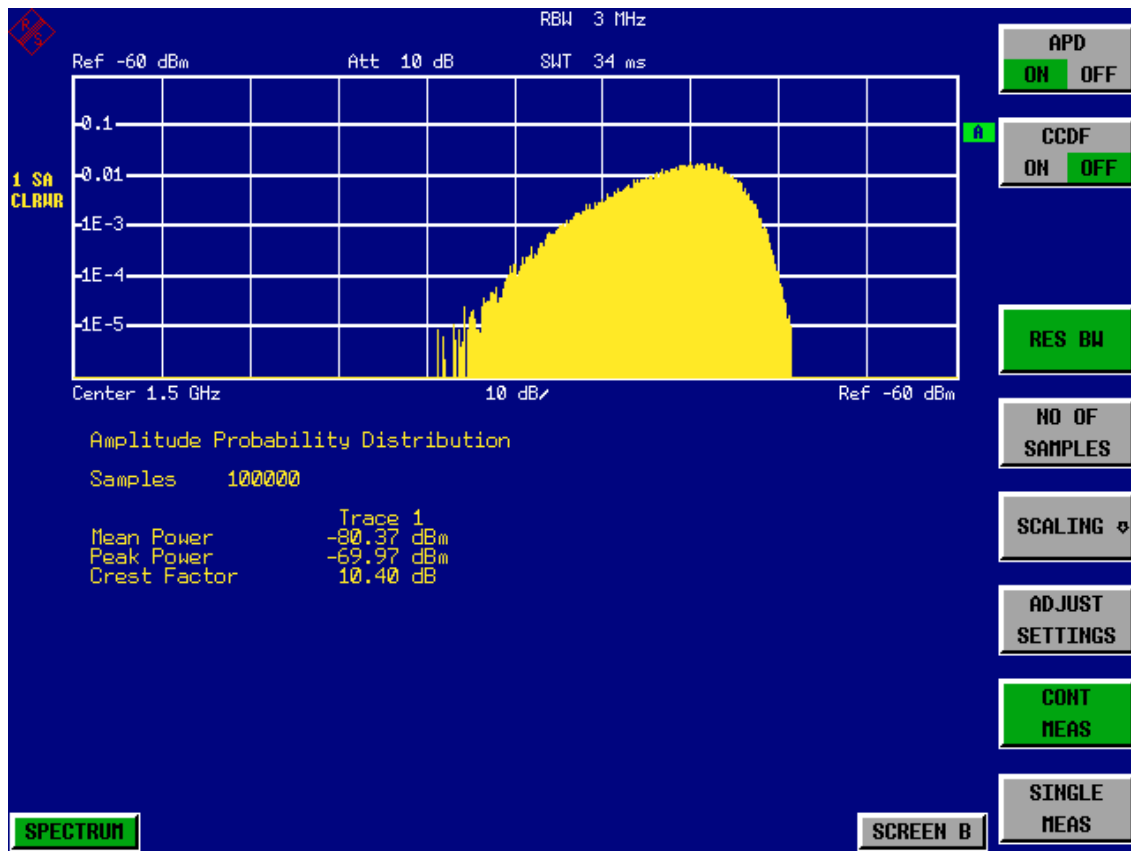 R S
RBW 3 MHz
Ref -60 dBm Att 10 dB SWT 34 ms
0.1
0.01
1E-3
1E-4
1E-5
1 SA
CLRWR
A
Center 1.5 GHz 10 dB/ Ref -60 dBm
Amplitude Probability Distribution
Samples 100000
Trace 1
Mean Power -80.37 dBm
Peak Power -69.97 dBm
Crest Factor 10.40 dB
APD
ON OFF
CCDF
ON OFF
RES BW
NO OF
SAMPLES
SCALING
ADJUST
SETTINGS
CONT
MEAS
SINGLE
MEAS
SPECTRUM
SCREEN B